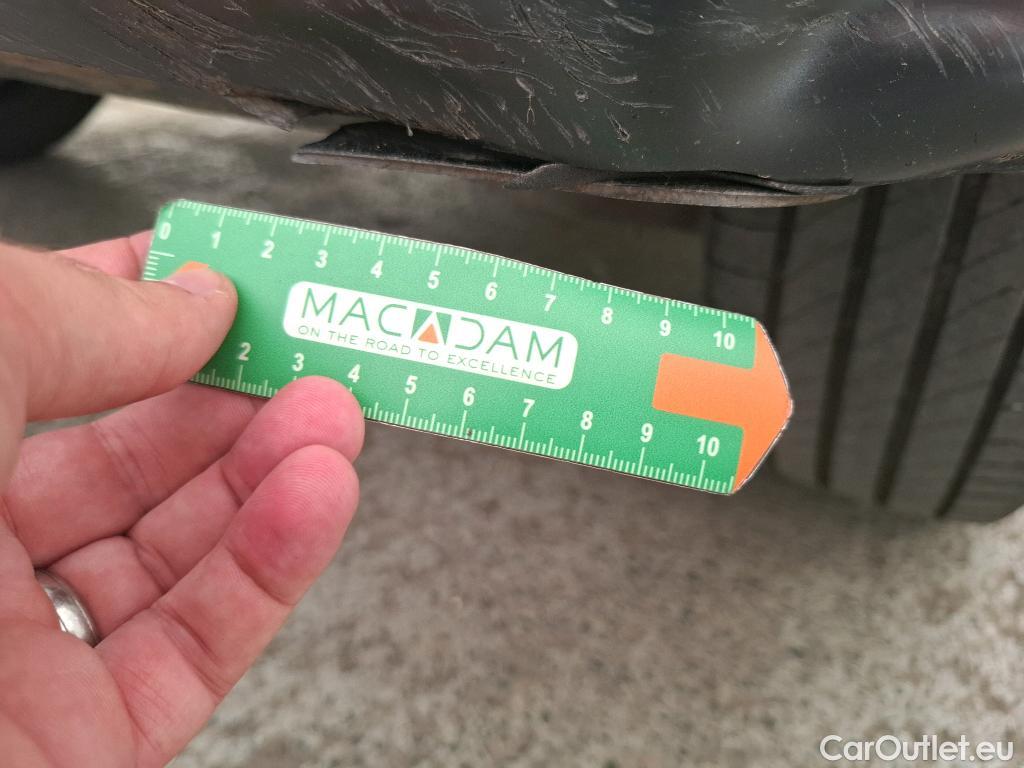 0 1 2 3 4 5 6 7 8 9 10
MACADAM
ON THE ROAD TO EXCELLENCE
2 3 4 5 6 7 8 9 10
CarOutlet.eu